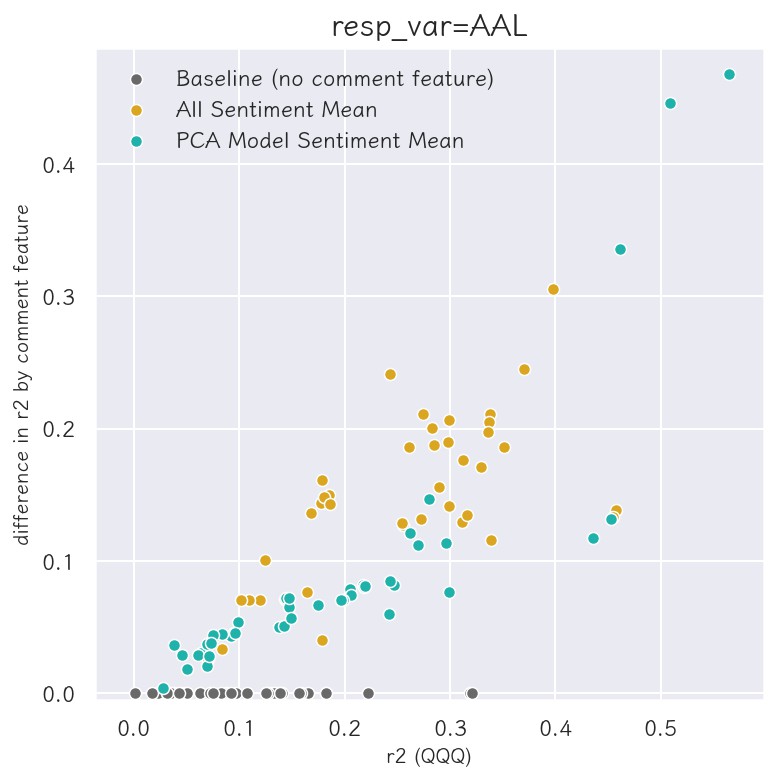 resp_var=AAL
Baseline (no comment feature)
All Sentiment Mean
PCA Model Sentiment Mean
difference in r2 by comment feature
0.4
0.3
0.2
0.1
0.0
0.0 0.1 0.2 0.3 0.4 0.5
r2 (QQQ)